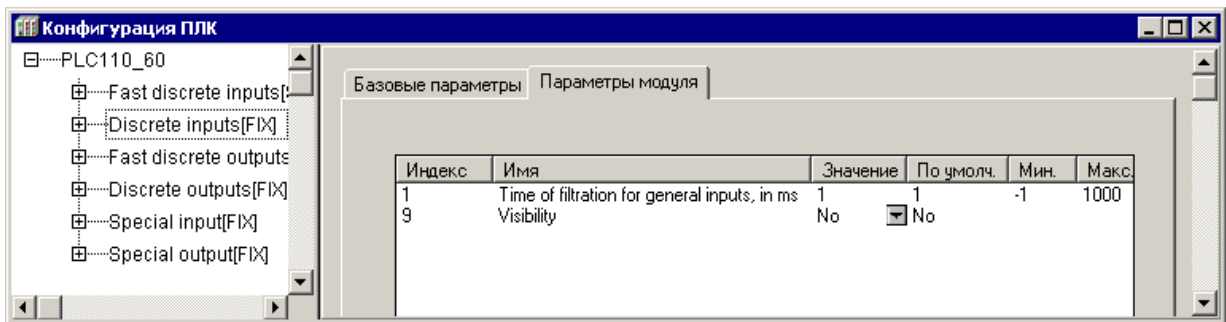 Конфигурация ПЛК
PLC110_60
Fast discrete inputs[
Discrete inputs[FIX]
Fast discrete outputs
Discrete outputs[FIX]
Special input[FIX]
Special output[FIX]
Базовые параметры Параметры модуля
Индекс Имя Значение По умолч. Мин. Макс.
1 Time of filtration for general inputs, in ms 1 1 -1 1000
9 Visibility No No